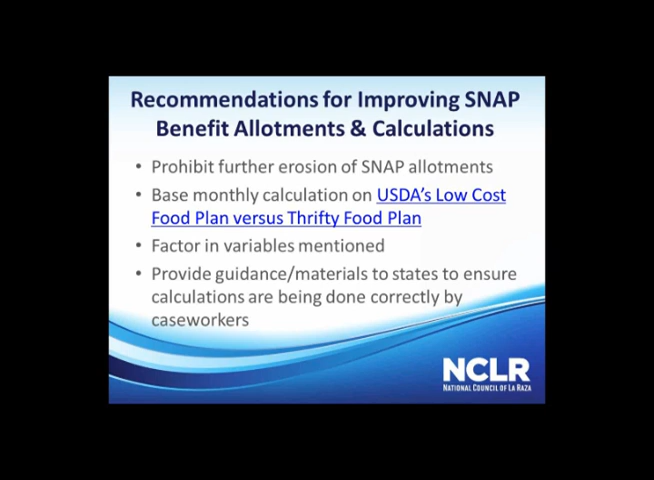 Recommendations for Improving SNAP
Benefit Allotments & Calculations
• Prohibit further erosion of SNAP allotments
• Base monthly calculation on USDA's Low Cost
Food Plan versus Thrifty Food Plan
• Factor in variables mentioned
• Provide guidance/materials to states to ensure
calculations are being done correctly by
caseworkers
NCLR
NATIONAL COUNCIL OF LA RAZA